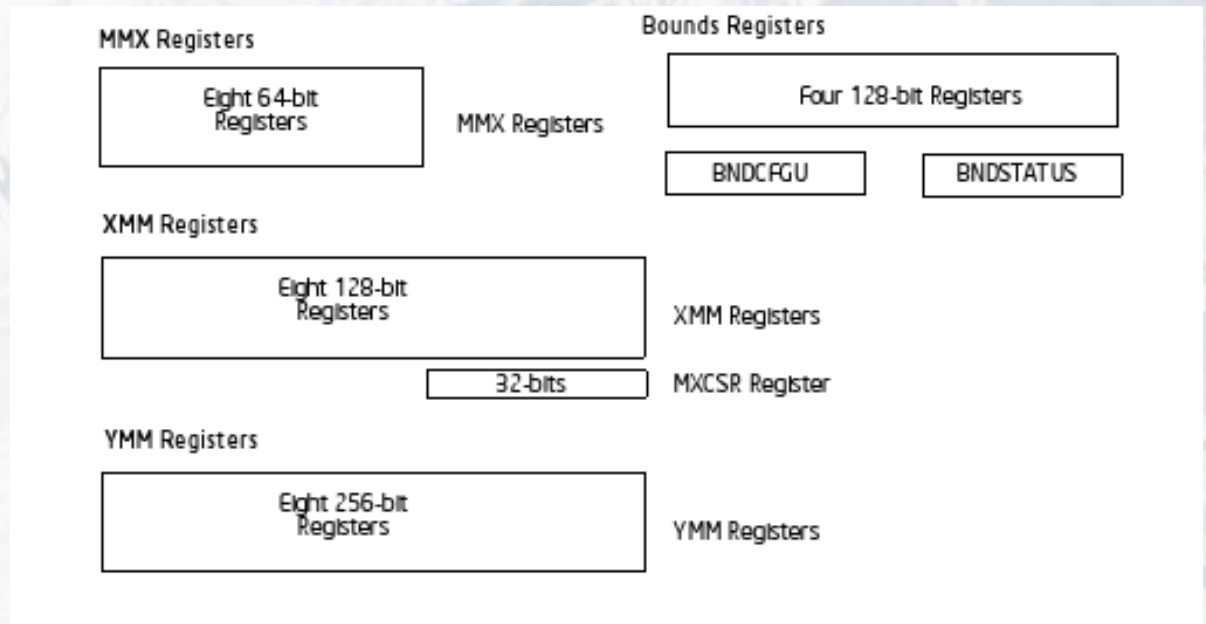 MMX Registers
Eight 64-bit
Registers
MMX Registers
Bounds Registers
Four 128-bit Registers
BNDCFGU
BNDSTATUS
XMM Registers
Eight 128-bit
Registers
XMM Registers
32-bits
MXCSR Register
YMM Registers
Eight 256-bit
Registers
YMM Registers